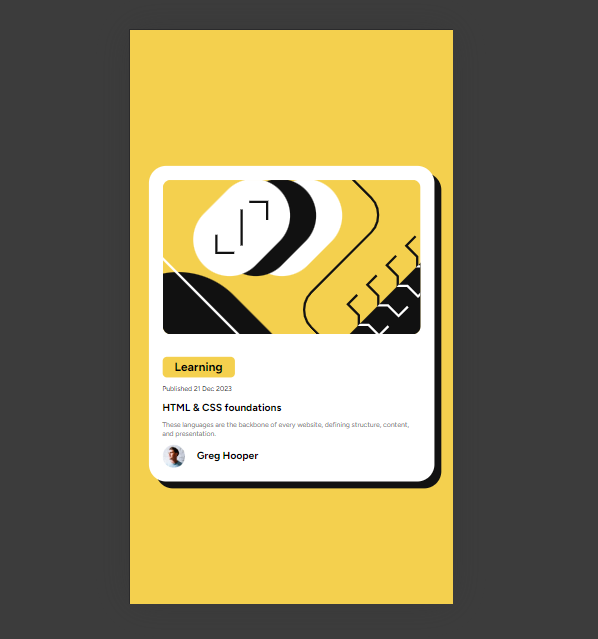 Learning
Published 21 Dec 2023
HTML & CSS foundations
These languages are the backbone of every website, defining structure, content,
and presentation.
Greg Hooper